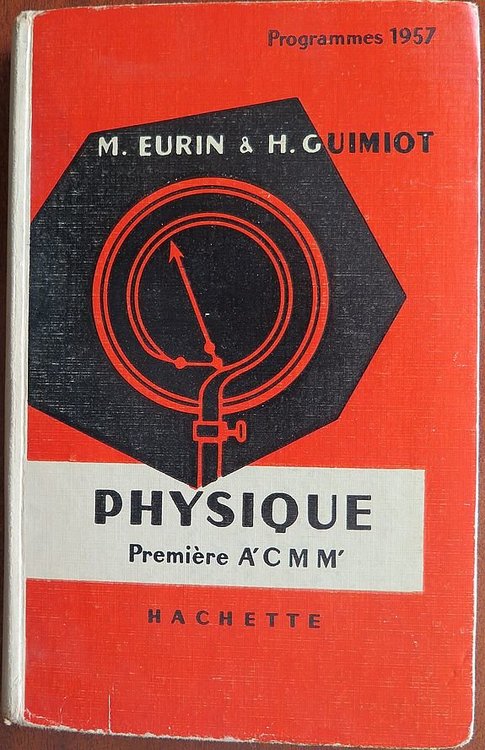 Programmes 1957
M. EURIN & H. GUIMIOT
PHYSIQUE
Première A′ C M M′
HACHETTE